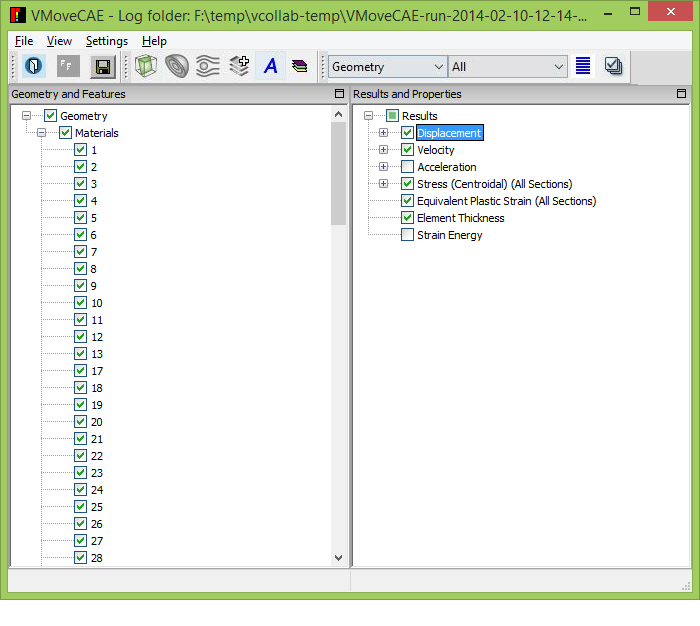 VMoveCAE - Log folder: F:\temp\vcollab-temp\VMoveCAE-run-2014-02-10-12-14-...
File View Settings Help
FF A Geometry All
Geometry and Features
Geometry
Materials
1
2
3
4
5
6
7
8
9
10
11
12
13
17
18
19
20
21
22
23
24
25
26
27
28
Results and Properties
Results
Displacement
Velocity
Acceleration
Stress (Centroidal) (All Sections)
Equivalent Plastic Strain (All Sections)
Element Thickness
Strain Energy